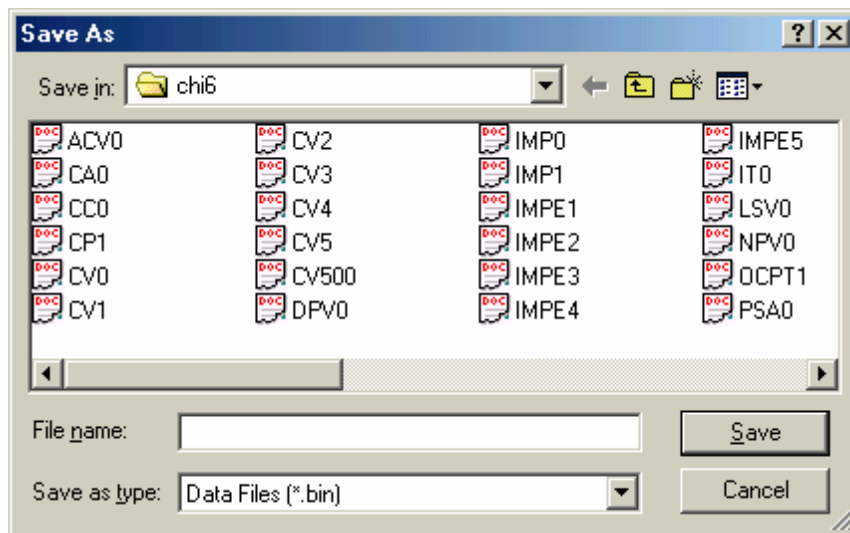 Save As
Save in: chi6
ACV0 CV2 IMP0 IMPE5
CA0 CV3 IMP1 IT0
CC0 CV4 IMPE1 LSV0
CP1 CV5 IMPE2 NPV0
CV0 CV500 IMPE3 OCPT1
CV1 DPV0 IMPE4 PSA0
File name: Save
Save as type: Data Files (*.bin) Cancel